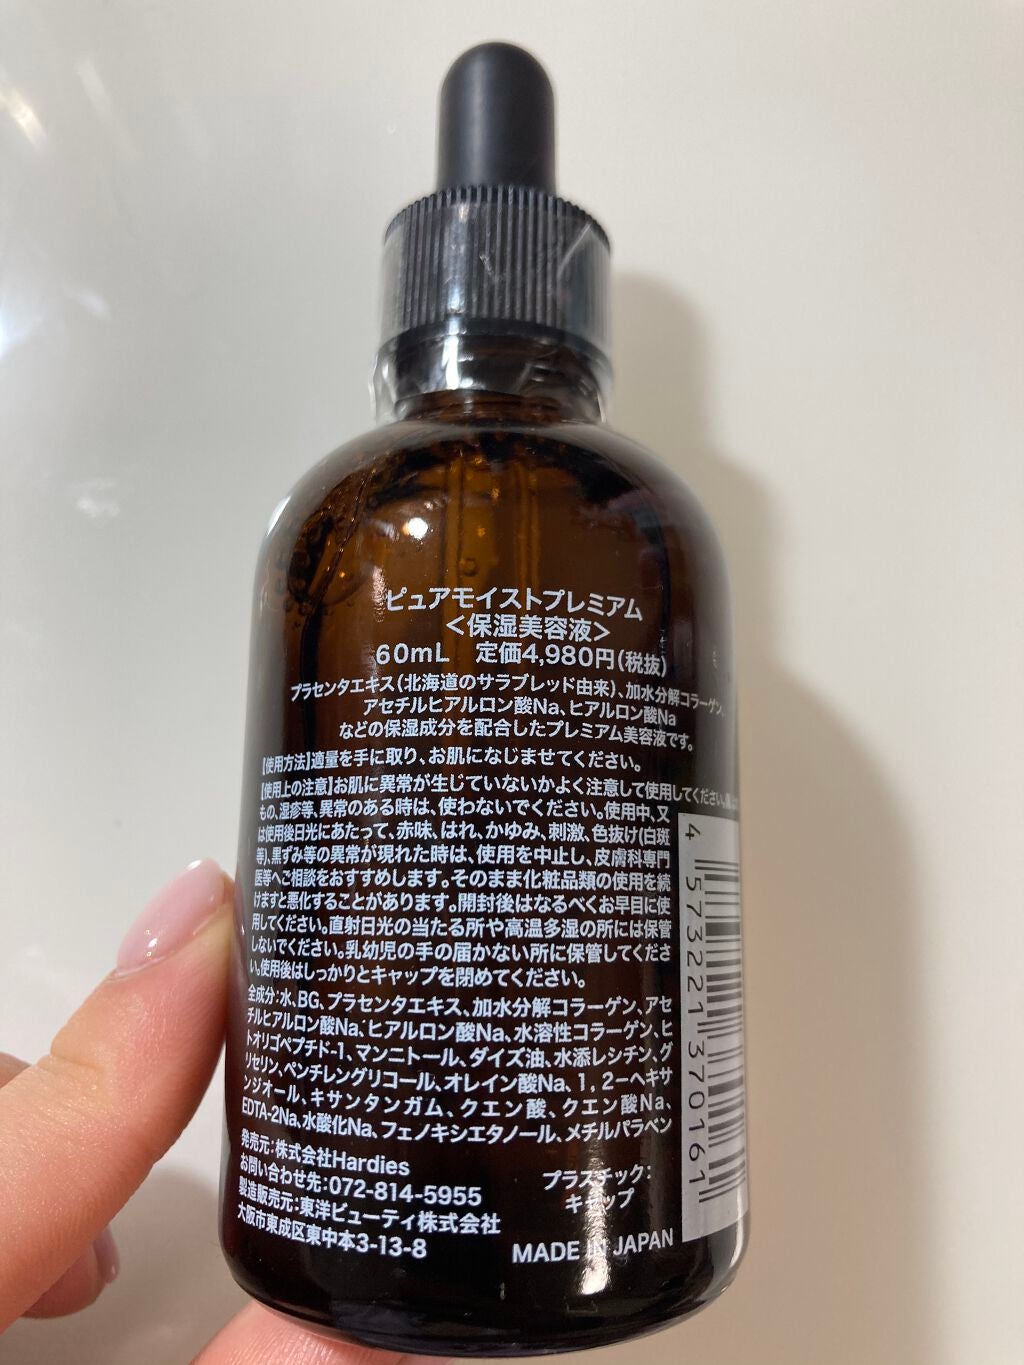 ピュアモイストプレミアム
<保湿美容液>
60mL 定価4,980円(税抜)
プラセンタエキス(北海道のサラブレッド由来)、加水分解コラーゲン、
アセチルヒアルロン酸Na、ヒアルロン酸Na
などの保湿成分を配合したプレミアム美容液です。
【使用方法】適量を手に取り、お肌になじませてください。
【使用上の注意】お肌に異常が生じていないかよく注意して使用してください。
もの、湿疹等、異常のある時は、使わないでください。使用中、又
は使用後日光にあたって、赤味、はれ、かゆみ、刺激、色抜け(白斑
等)、黒ずみ等の異常が現れた時は、使用を中止し、皮膚科専門
医等へご相談をおすすめします。そのまま化粧品類の使用を続
けますと悪化することがあります。開封後はなるべくお早目に使
用してください。直射日光の当たる所や高温多湿の所には保管
しないでください。乳幼児の手の届かない所に保管してくださ
い。使用後はしっかりとキャップを閉めてください。
全成分:水、BG、プラセンタエキス、加水分解コラーゲン、アセ
チルヒアルロン酸Na、ヒアルロン酸Na、水溶性コラーゲン、ヒ
トオリゴペプチド-1、マンニトール、ダイズ油、水添レシチン、グ
リセリン、ペンチレングリコール、オレイン酸Na、1,2-ヘキサ
ンジオール、キサンタンガム、クエン酸、クエン酸Na、
EDTA-2Na、水酸化Na、フェノキシエタノール、メチルパラベン
発売元:株式会社Hardies
お問い合わせ先:072-814-5955
製造販売元:東洋ビューティ株式会社
大阪市東成区東中本3-13-8
プラスチック:
キャップ
MADE IN JAPAN
4 573221 370161